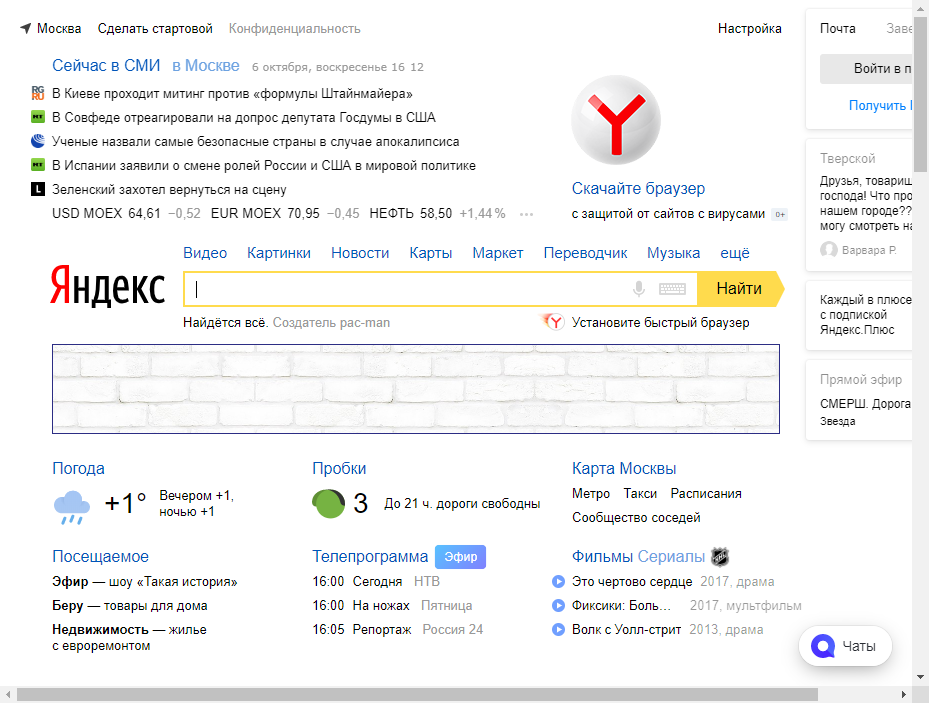 Москва Сделать стартовой Конфиденциальность Настройка
Сейчас в СМИ в Москве 6 октября, воскресенье 16 12
В Киеве проходит митинг против «формулы Штайнмайера»
В Совфеде отреагировали на допрос депутата Госдумы в США
Ученые назвали самые безопасные страны в случае апокалипсиса
В Испании заявили о смене ролей России и США в мировой политике
Зеленский захотел вернуться на сцену
USD MOEX 64,61 −0,52 EUR MOEX 70,95 −0,45 НЕФТЬ 58,50 +1,44 % •••
Скачайте браузер
с защитой от сайтов с вирусами 0+
Видео Картинки Новости Карты Маркет Переводчик Музыка ещё
Яндекс
Найти
Найдётся всё. Создатель pac-man
Установите быстрый браузер
Погода
+1°
Вечером +1,
ночью +1
Пробки
3 До 21 ч. дороги свободны
Карта Москвы
Метро Такси Расписания
Сообщество соседей
Посещаемое
Эфир — шоу «Такая история»
Беру — товары для дома
Недвижимость — жилье
с евроремонтом
Телепрограмма Эфир
16:00 Сегодня НТВ
16:00 На ножах Пятница
16:05 Репортаж Россия 24
Фильмы Сериалы
Это чертово сердце 2017, драма
Фиксики: Боль... 2017, мультфильм
Волк с Уолл-стрит 2013, драма
Почта Заве
Войти в п
Получить
Тверской
Друзья, товарищ
господа! Что про
нашем городе??
могу смотреть на
Варвара Р.
Каждый в плюсе
с подпиской
Яндекс.Плюс
Прямой эфир
СМЕРШ. Дорога
Звезда
Чаты